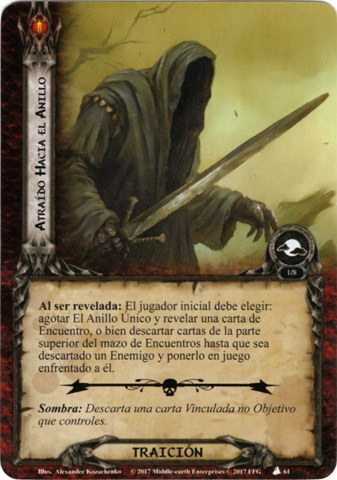 Atraído Hacia el Anillo
1/8
Al ser revelada: El jugador inicial debe elegir:
agotar El Anillo Único y revelar una carta de
Encuentro, o bien descartar cartas de la parte
superior del mazo de Encuentros hasta que sea
descartado un Enemigo y ponerlo en juego
enfrentado a él.
Sombra: Descarta una carta Vinculada no Objetivo
que controles.
TRAICIÓN
Illus. Alexander Kozachenko © 2017 Middle-earth Enterprises © 2017 FFG 61